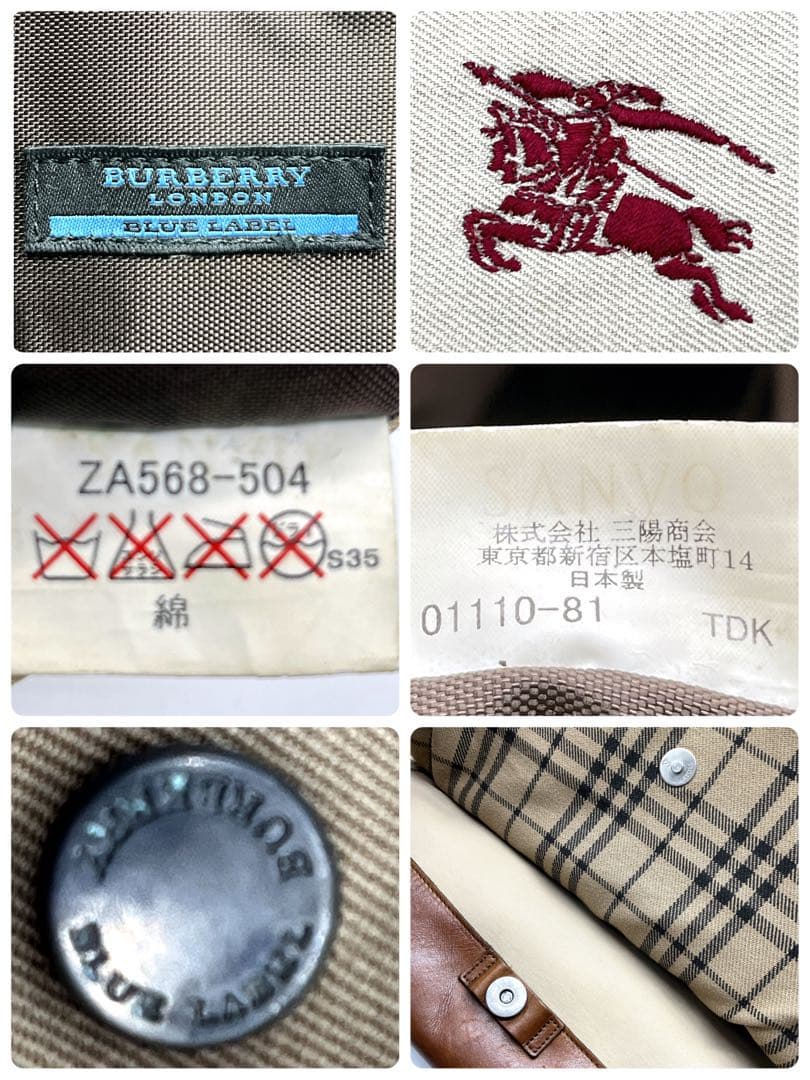 BURBERRY
LONDON
BLUE LABEL
ZA568-504
S35
綿
SANYO
株式会社 三陽商会
東京都新宿区本塩町14
日本製
01110-81
TDK
BURBERRY
BLUE LABEL